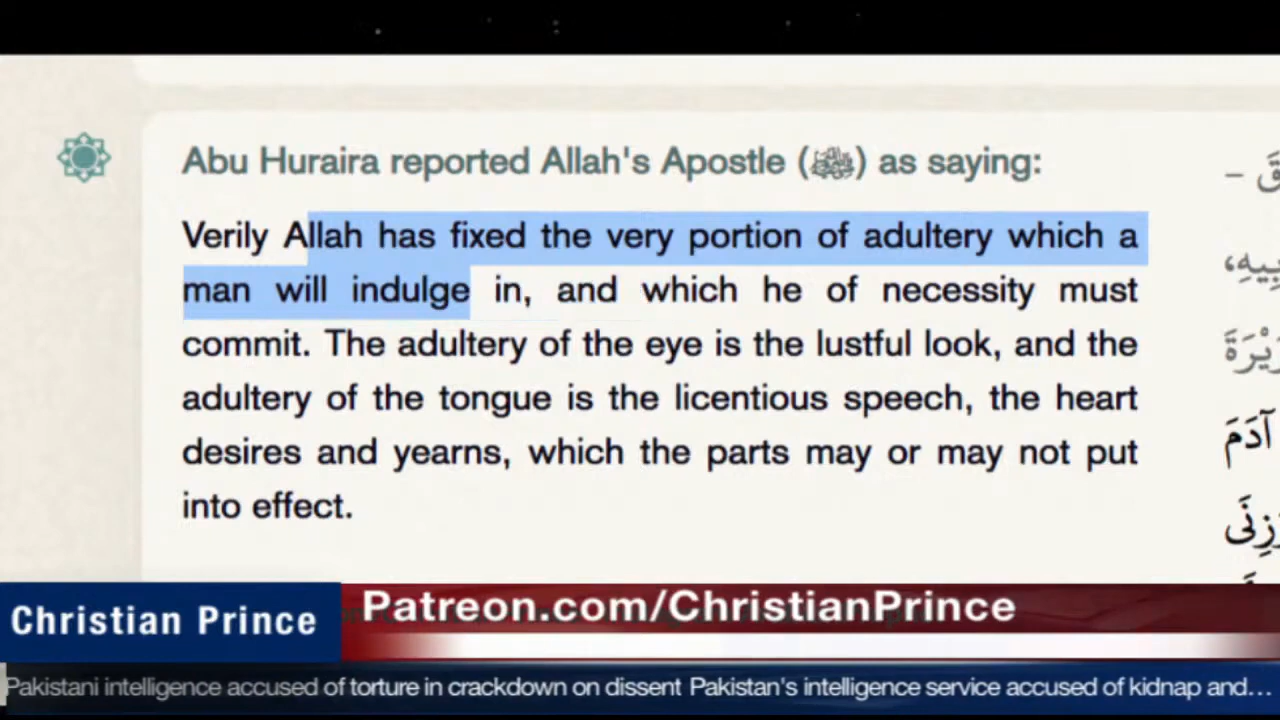 Abu Huraira reported Allah's Apostle (ﷺ) as saying:
Verily Allah has fixed the very portion of adultery which a
man will indulge in, and which he of necessity must
commit. The adultery of the eye is the lustful look, and the
adultery of the tongue is the licentious speech, the heart
desires and yearns, which the parts may or may not put
into effect.
آدَمَ
Christian Prince
Patreon.com/ChristianPrince
Pakistani intelligence accused of torture in crackdown on dissent Pakistan's intelligence service accused of kidnap and...